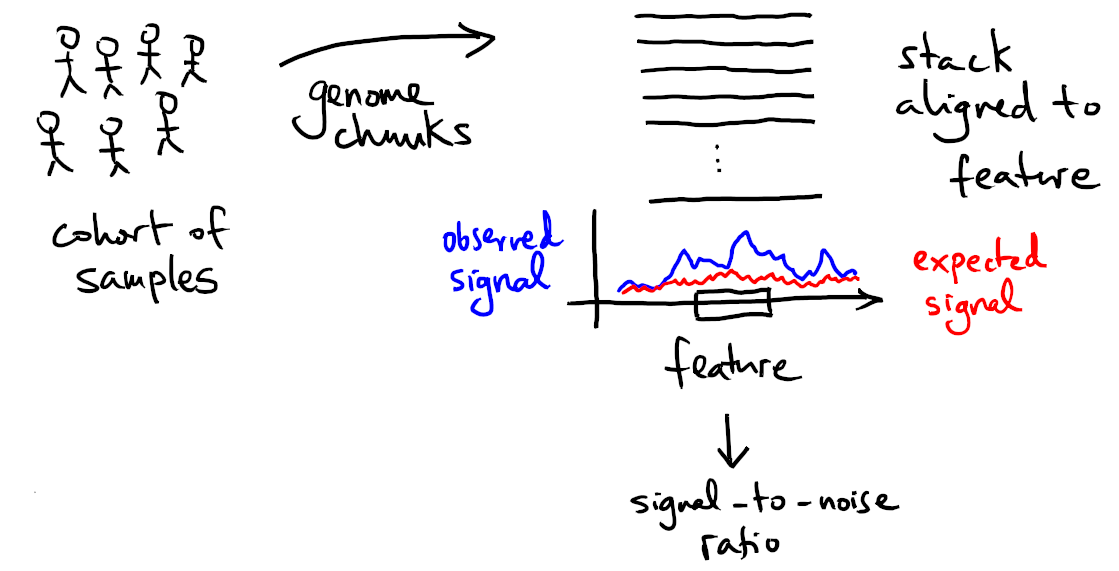 genome
chunks
stack
aligned to
feature
cohort of
samples
observed
signal
expected
signal
feature
signal-to-noise
ratio